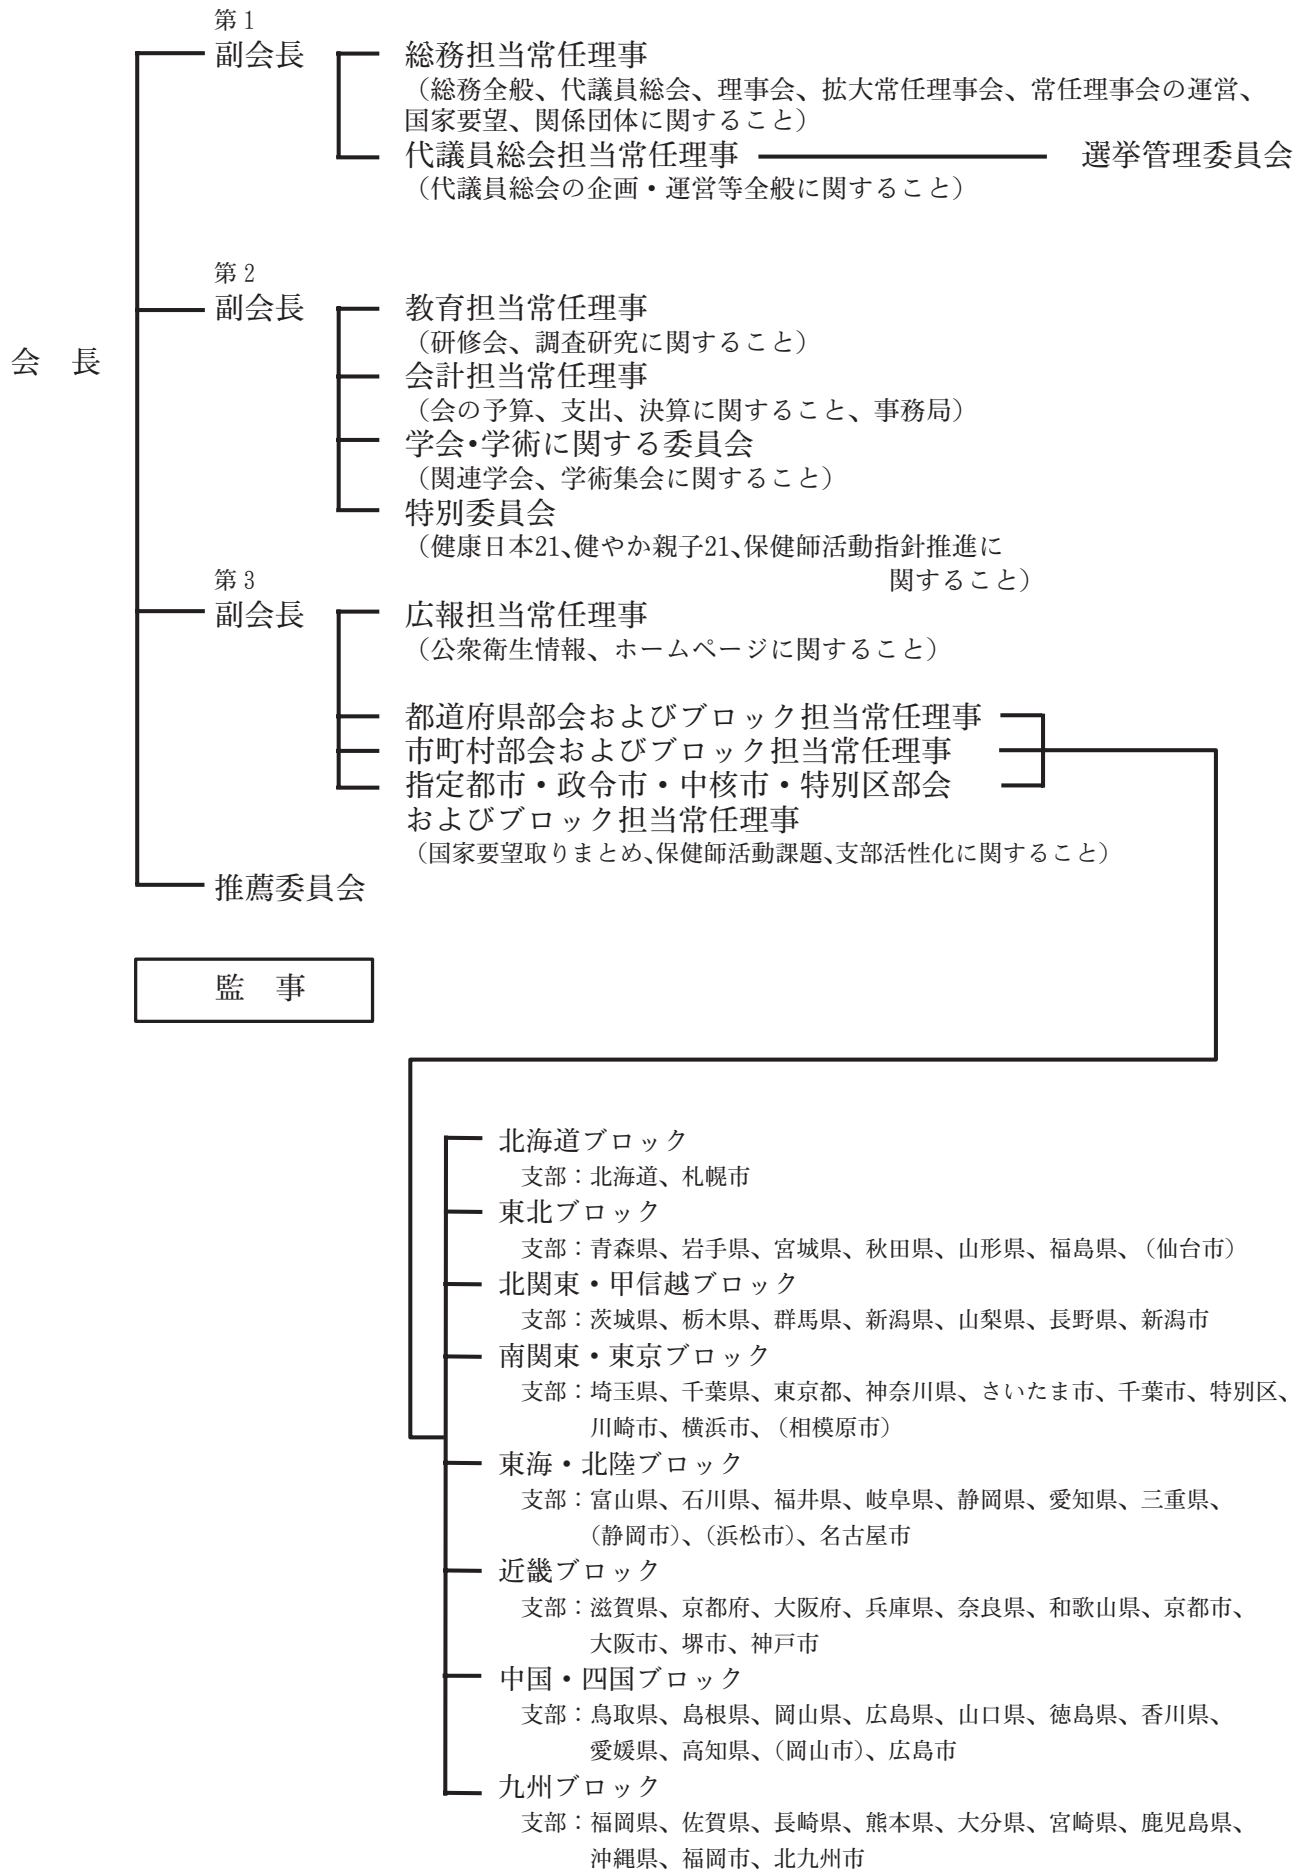 第1
副会長
総務担当常任理事
（総務全般、代議員総会、理事会、拡大常任理事会、常任理事会の運営、
国家要望、関係団体に関すること）
代議員総会担当常任理事
選挙管理委員会
（代議員総会の企画・運営等全般に関すること）
第2
副会長
教育担当常任理事
（研修会、調査研究に関すること）
会長
会計担当常任理事
（会の予算、支出、決算に関すること、事務局）
学会・学術に関する委員会
（関連学会、学術集会に関すること）
特別委員会
（健康日本21、健やか親子21、保健師活動指針推進に
関すること）
第3
副会長
広報担当常任理事
（公衆衛生情報、ホームページに関すること）
都道府県部会およびブロック担当常任理事
市町村部会およびブロック担当常任理事
指定都市・政令市・中核市・特別区部会
およびブロック担当常任理事
（国家要望取りまとめ、保健師活動課題、支部活性化に関すること）
推薦委員会
監事
北海道ブロック
支部：北海道、札幌市
東北ブロック
支部：青森県、岩手県、宮城県、秋田県、山形県、福島県、（仙台市）
北関東・甲信越ブロック
支部：茨城県、栃木県、群馬県、新潟県、山梨県、長野県、新潟市
南関東・東京ブロック
支部：埼玉県、千葉県、東京都、神奈川県、さいたま市、千葉市、特別区、
川崎市、横浜市、（相模原市）
東海・北陸ブロック
支部：富山県、石川県、福井県、岐阜県、静岡県、愛知県、三重県、
（静岡市）、（浜松市）、名古屋市
近畿ブロック
支部：滋賀県、京都府、大阪府、兵庫県、奈良県、和歌山県、京都市、
大阪市、堺市、神戸市
中国・四国ブロック
支部：鳥取県、島根県、岡山県、広島県、山口県、徳島県、香川県、
愛媛県、高知県、（岡山市）、広島市
九州ブロック
支部：福岡県、佐賀県、長崎県、熊本県、大分県、宮崎県、鹿児島県、
沖縄県、福岡市、北九州市